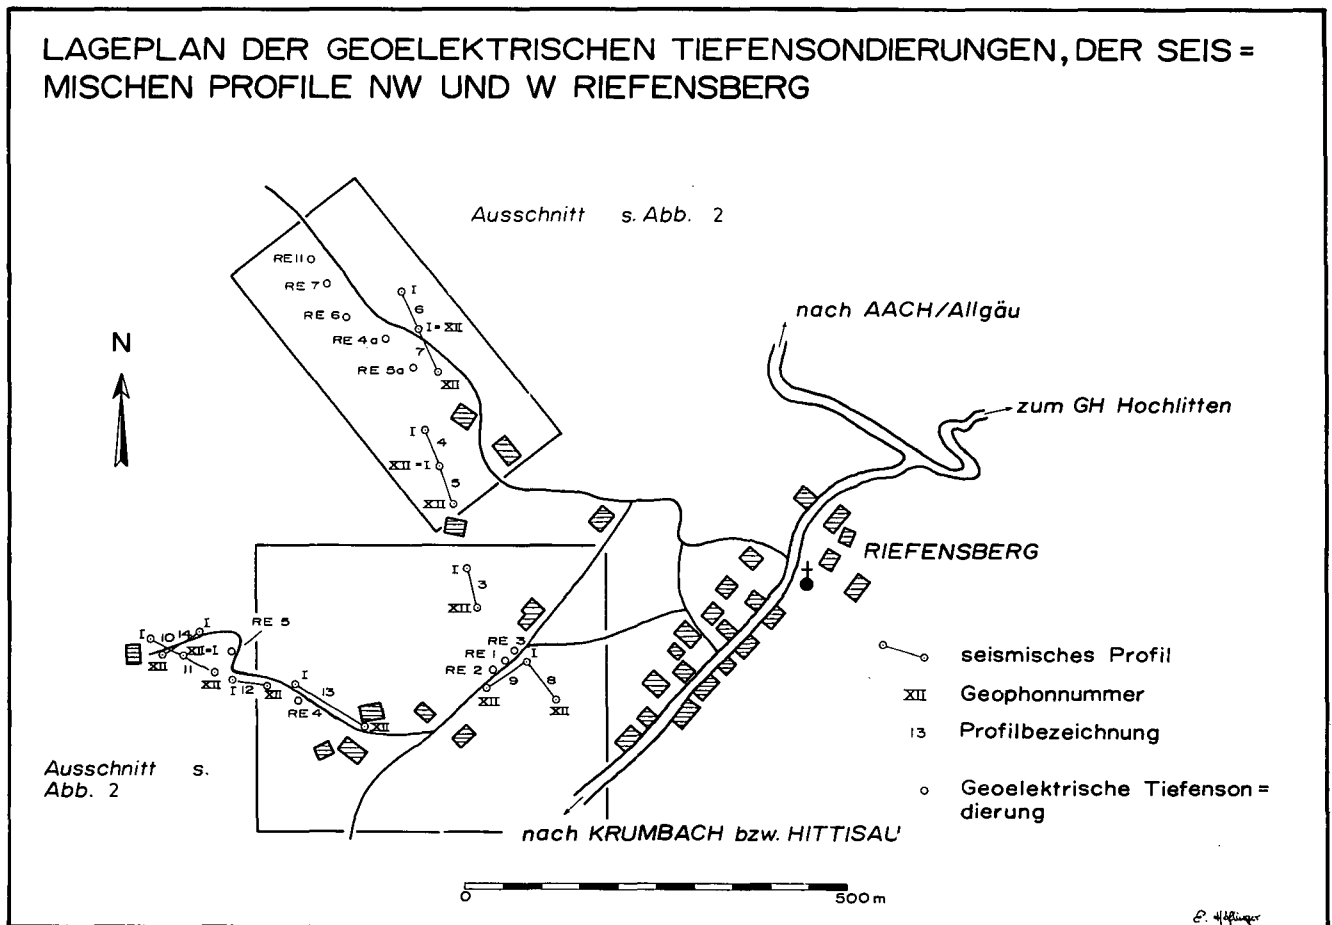 LAGEPLAN DER GEOELEKTRISCHEN TIEFENSONDIERUNGEN, DER SEIS=
MISCHEN PROFILE NW UND W RIEFENSBERG
Ausschnitt s. Abb. 2
RE 11
RE 7
I
6
RE 6
I=XII
RE 4a
7
RE 5a
XII
nach AACH/Allgäu
N
zum GH Hochlitten
I
4
XII=I
5
XII
RIEFENSBERG
I
3
XII
I
10
14
I
RE 5
XII=I
XII
11
XII
I
12
XII
I
13
RE 4
XII
RE 3
RE 1
RE 2
I
9
8
XII
XII
seismisches Profil
XII Geophonnummer
13 Profilbezeichnung
Geoelektrische Tiefenson=
dierung
Ausschnitt s.
Abb. 2
nach KRUMBACH bzw. HITTISAU
0
500 m
E. Höflinger